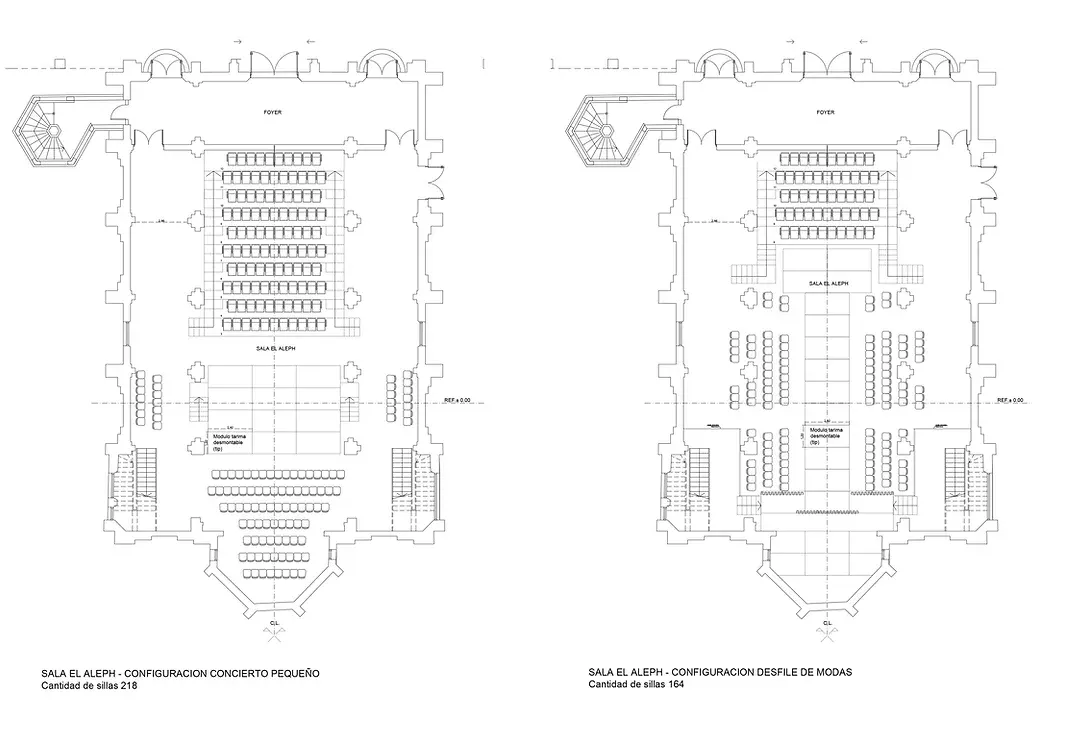 FOYER
SALA EL ALEPH
REF.± 0.00
Modulo tarima
desmontable
(tip)
C.L.
SALA EL ALEPH - CONFIGURACION CONCIERTO PEQUEÑO
Cantidad de sillas 218
FOYER
SALA EL ALEPH
REF.± 0.00
Modulo tarima
desmontable
(tip)
C.L.
SALA EL ALEPH - CONFIGURACION DESFILE DE MODAS
Cantidad de sillas 164